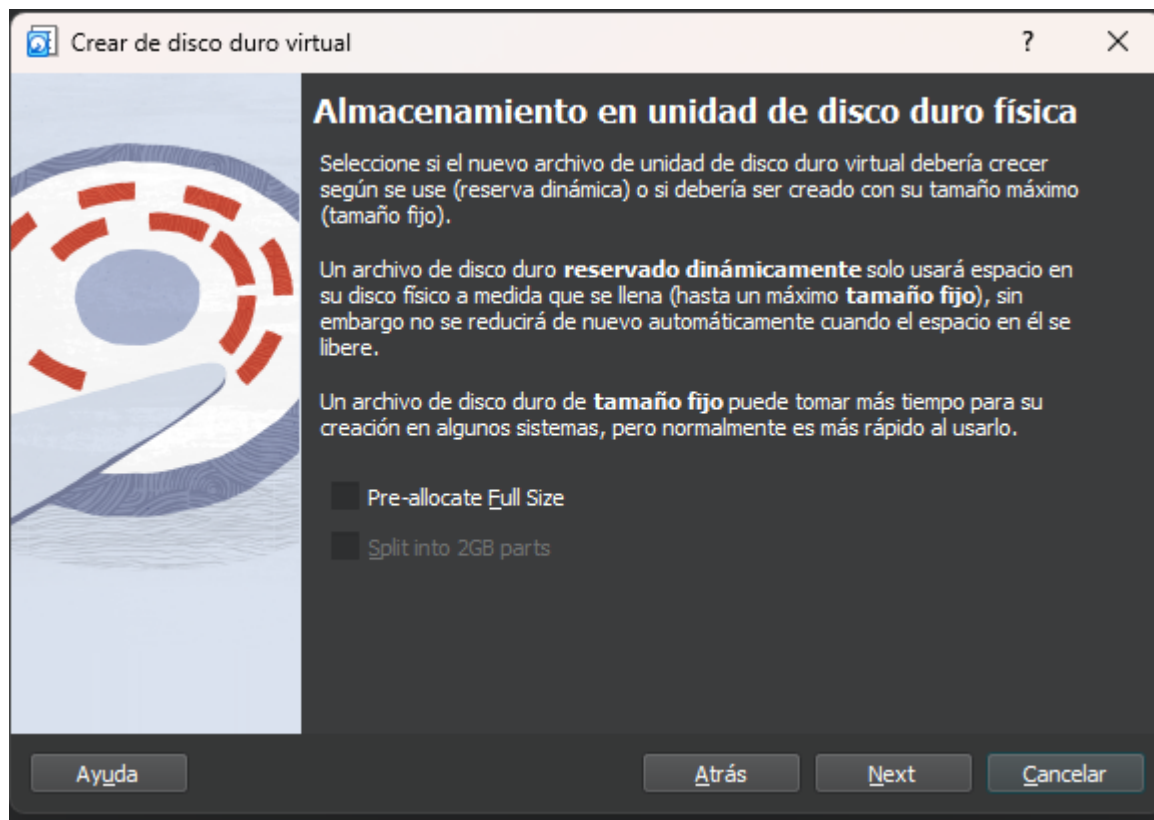 Crear de disco duro virtual
?
Almacenamiento en unidad de disco duro física
Seleccione si el nuevo archivo de unidad de disco duro virtual debería crecer
según se use (reserva dinámica) o si debería ser creado con su tamaño máximo
(tamaño fijo).
Un archivo de disco duro reservado dinámicamente solo usará espacio en
su disco físico a medida que se llena (hasta un máximo tamaño fijo), sin
embargo no se reducirá de nuevo automáticamente cuando el espacio en él se
libere.
Un archivo de disco duro de tamaño fijo puede tomar más tiempo para su
creación en algunos sistemas, pero normalmente es más rápido al usarlo.
Pre-allocate Full Size
Split into 2GB parts
Ayuda
Atrás
Next
Cancelar